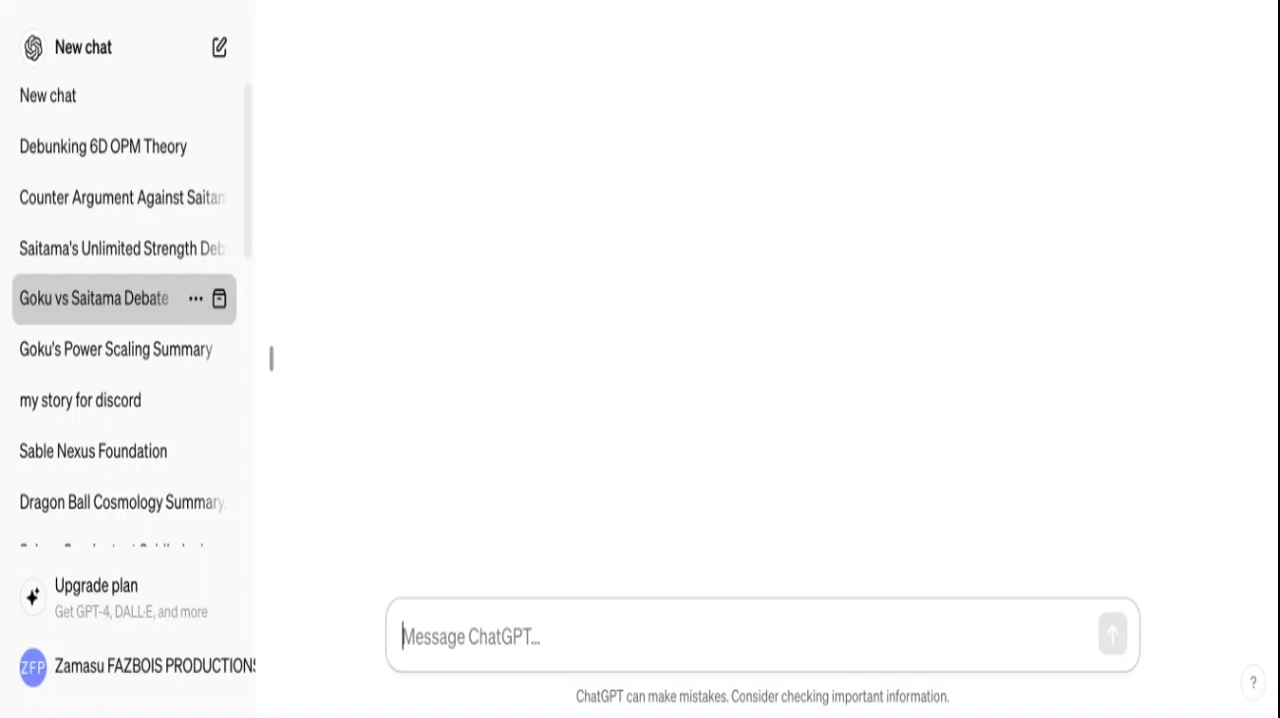 New chat
New chat
Debunking 6D OPM Theory
Counter Argument Against Saitam
Saitama's Unlimited Strength Deb
Goku vs Saitama Debate
Goku's Power Scaling Summary
my story for discord
Sable Nexus Foundation
Dragon Ball Cosmology Summary
Upgrade plan
Get GPT-4, DALL·E, and more
ZFP
Zamasu FAZBOIS PRODUCTIONS
Message ChatGPT...
ChatGPT can make mistakes. Consider checking important information.
?